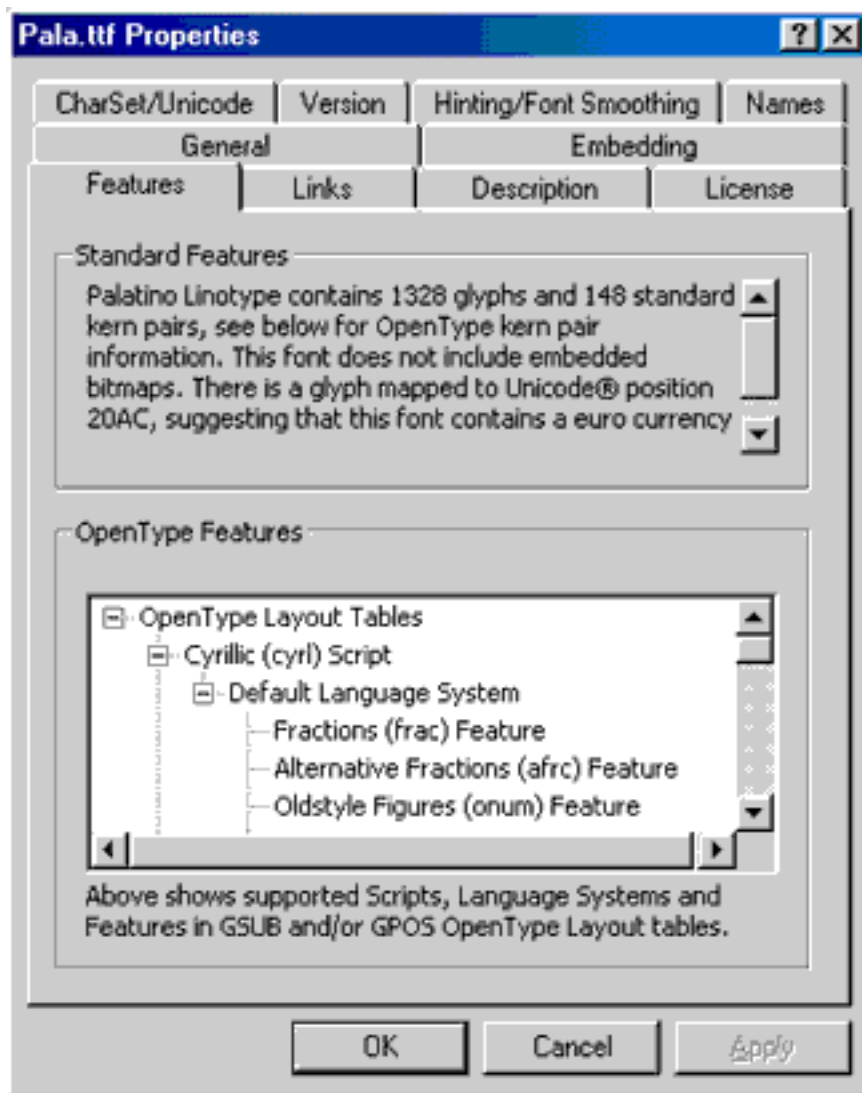 Pala.ttf Properties
CharSet/Unicode Version Hinting/Font Smoothing Names
General Embedding
Features Links Description License
Standard Features
Palatino Linotype contains 1328 glyphs and 148 standard
kern pairs, see below for OpenType kern pair
information. This font does not include embedded
bitmaps. There is a glyph mapped to Unicode® position
20AC, suggesting that this font contains a euro currency
OpenType Features
OpenType Layout Tables
Cyrillic (cyrl) Script
Default Language System
Fractions (frac) Feature
Alternative Fractions (afrc) Feature
Oldstyle Figures (onum) Feature
Above shows supported Scripts, Language Systems and
Features in GSUB and/or GPOS OpenType Layout tables.
OK Cancel Apply